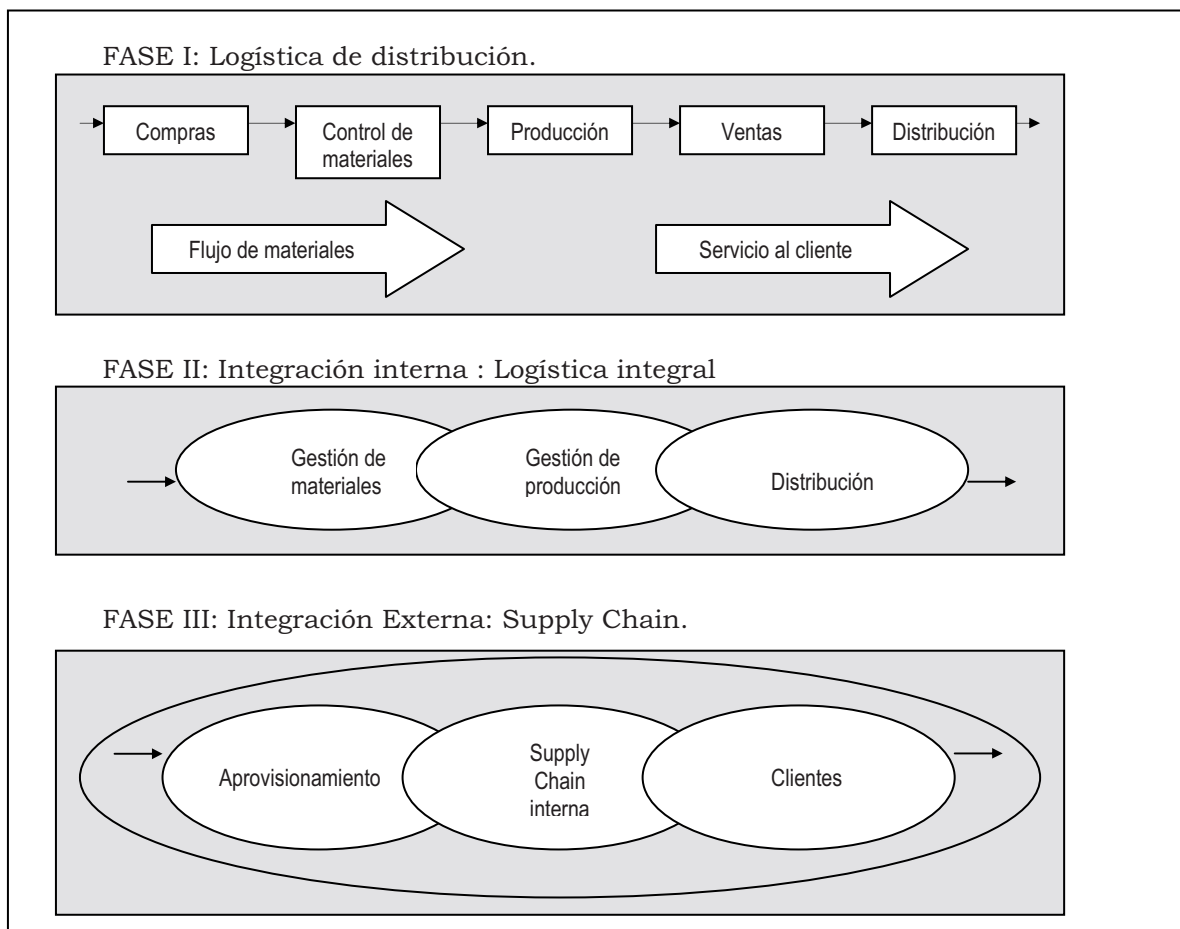 FASE I: Logística de distribución.
Compras
Control de
materiales
Producción
Ventas
Distribución
Flujo de materiales
Servicio al cliente
FASE II: Integración interna : Logística integral
Gestión de
materiales
Gestión de
producción
Distribución
FASE III: Integración Externa: Supply Chain.
Aprovisionamiento
Supply
Chain
interna
Clientes